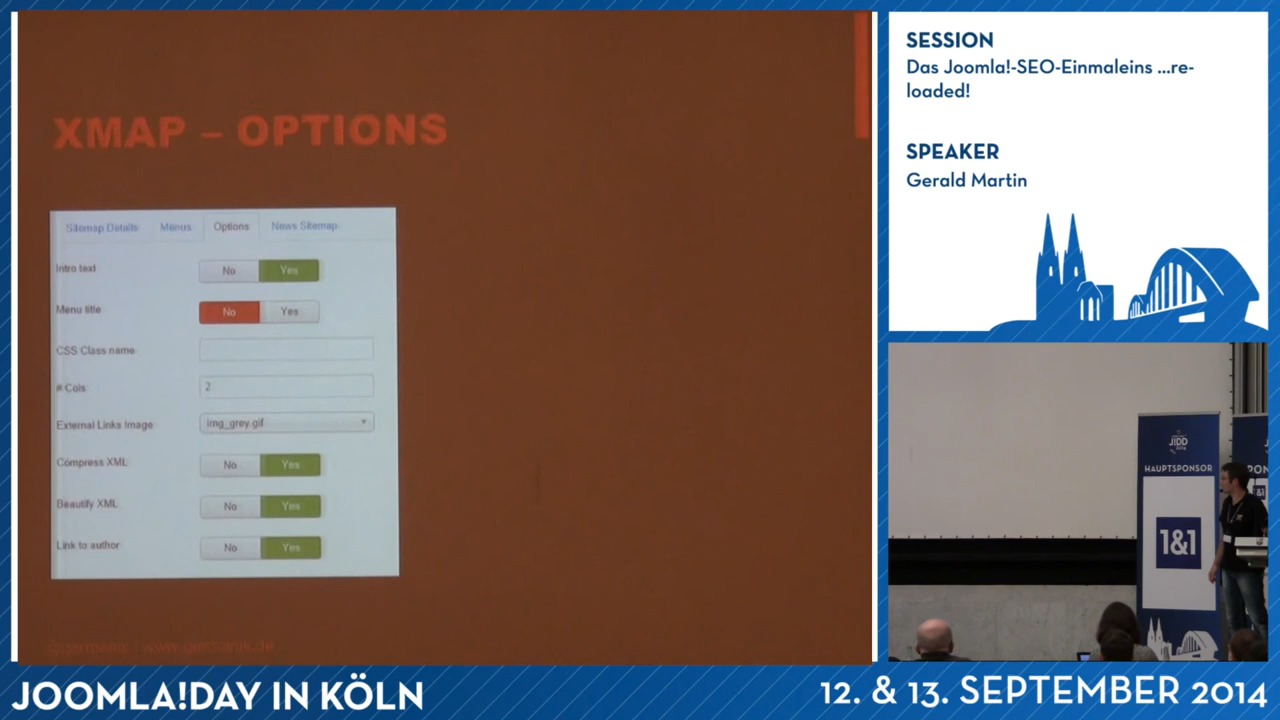 XMAP – OPTIONS
Sitemap Details Menus Options News Sitemap
Intro text No Yes
Menu title No Yes
CSS Class name
# Cols 2
External Links Image img_grey.gif
Compress XML No Yes
Beautify XML No Yes
Link to author No Yes
SESSION
Das Joomla!-SEO-Einmaleins ...re-
loaded!
SPEAKER
Gerald Martin
JDD
2014
HAUPTSPONSOR
1&1
JOOMLA!DAY IN KÖLN
12. & 13. SEPTEMBER 2014